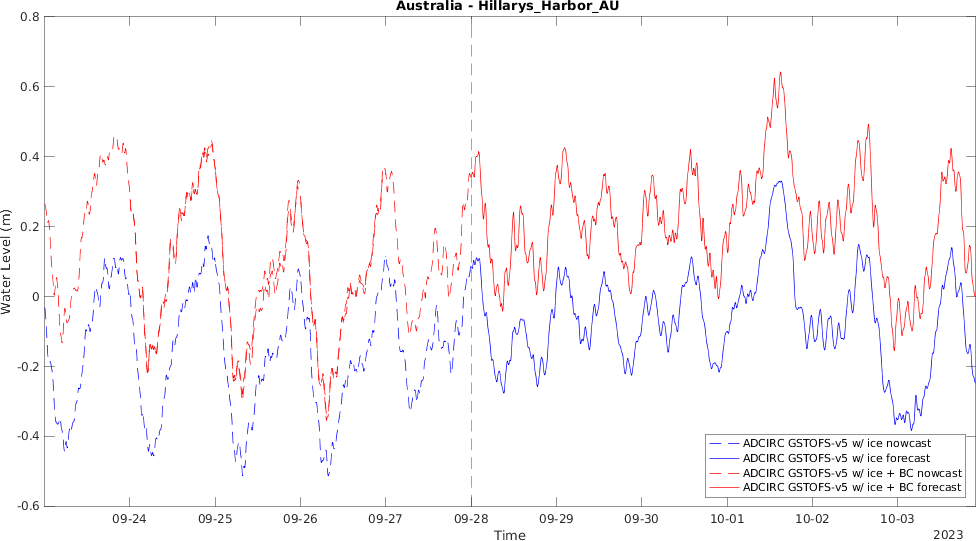 Australia - Hillarys_Harbor_AU
Water Level (m)
0.8
0.6
0.4
0.2
0
-0.2
-0.4
-0.6
09-24
09-25
09-26
09-27
09-28
09-29
09-30
10-01
10-02
10-03
Time
2023
ADCIRC GSTOFS-v5 w/ ice nowcast
ADCIRC GSTOFS-v5 w/ ice forecast
ADCIRC GSTOFS-v5 w/ ice + BC nowcast
ADCIRC GSTOFS-v5 w/ ice + BC forecast